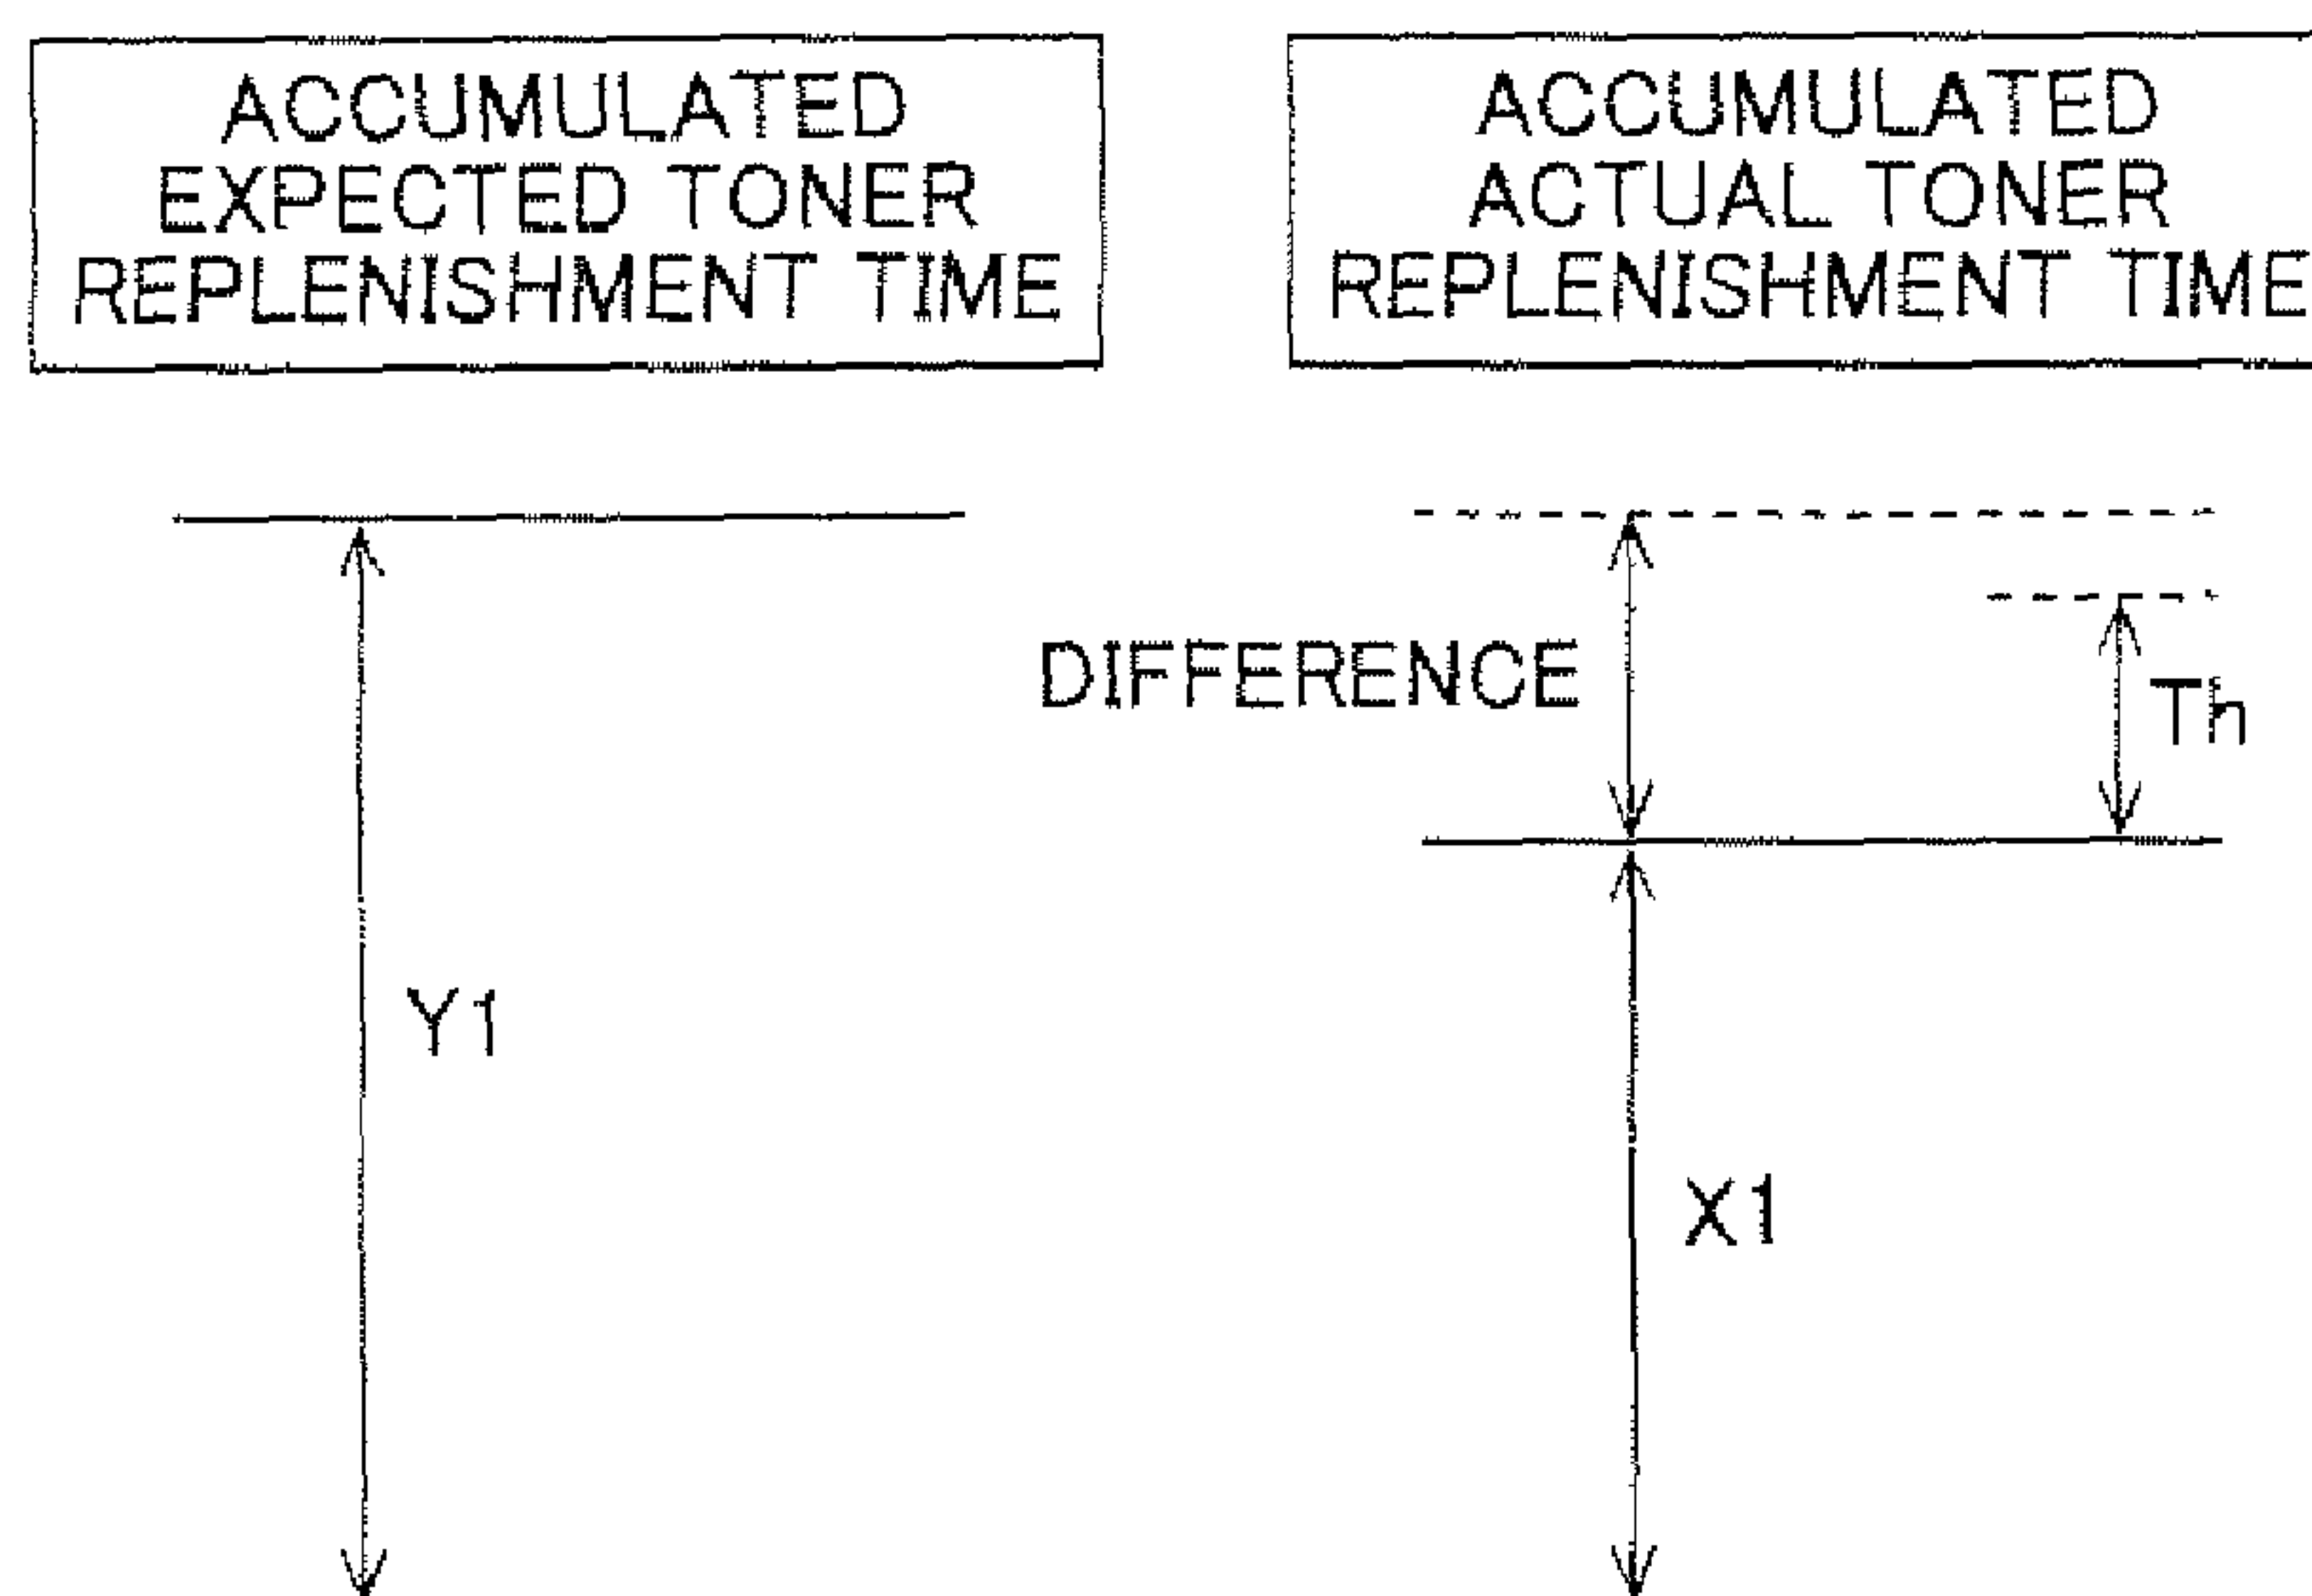 ACCUMULATED
EXPECTED TONER
REPLENISHMENT TIME
ACCUMULATED
ACTUAL TONER
REPLENISHMENT TIME
DIFFERENCE
Th
Y1
X1